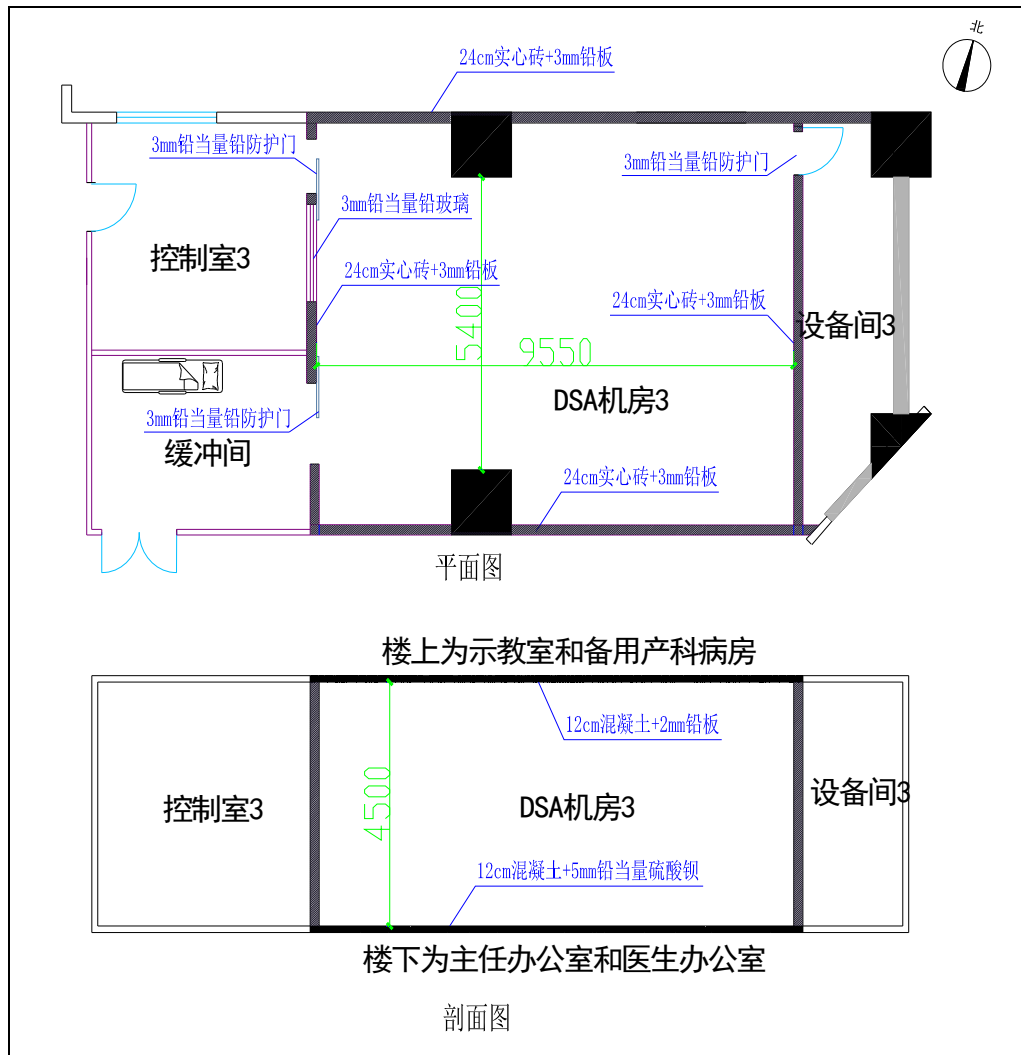 北
24cm实心砖+3mm铅板
3mm铅当量铅防护门
3mm铅当量铅防护门
3mm铅当量铅玻璃
控制室3
24cm实心砖+3mm铅板
24cm实心砖+3mm铅板
设备间3
5400
9550
DSA机房3
3mm铅当量铅防护门
缓冲间
24cm实心砖+3mm铅板
平面图
楼上为示教室和备用产科病房
12cm混凝土+2mm铅板
控制室3
4500
DSA机房3
设备间3
12cm混凝土+5mm铅当量硫酸钡
楼下为主任办公室和医生办公室
剖面图